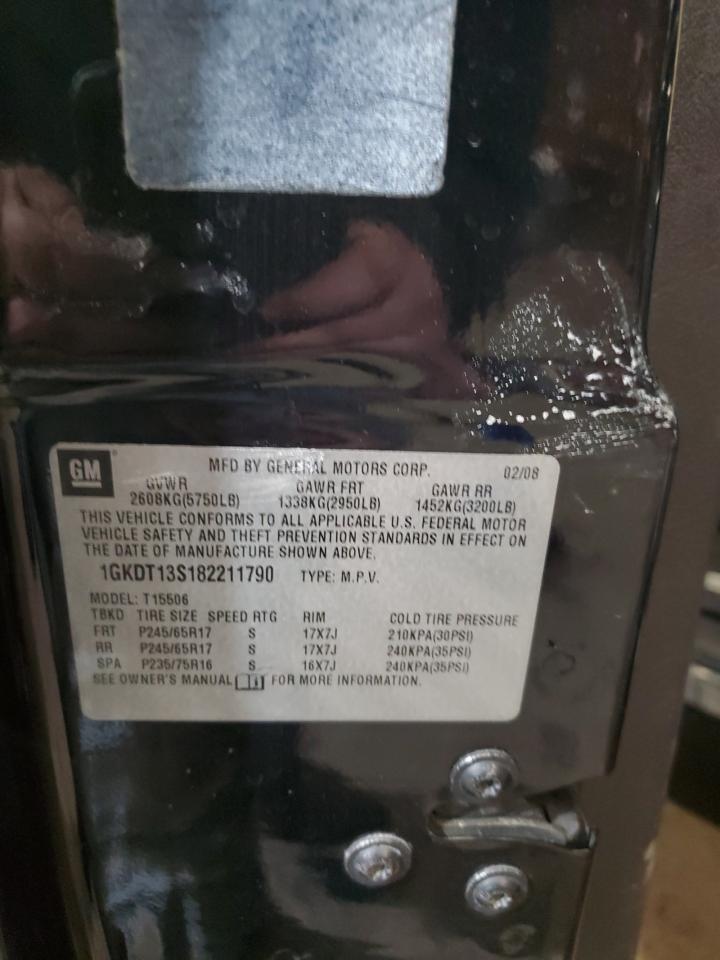 GM MFD BY GENERAL MOTORS CORP. 02/08
GVWR GAWR FRT GAWR RR
2608KG(5750LB) 1338KG(2950LB) 1452KG(3200LB)
THIS VEHICLE CONFORMS TO ALL APPLICABLE U.S. FEDERAL MOTOR
VEHICLE SAFETY AND THEFT PREVENTION STANDARDS IN EFFECT ON
THE DATE OF MANUFACTURE SHOWN ABOVE.
1GKDT13S182211790 TYPE: M.P.V.
MODEL: T15506
TBKD TIRE SIZE SPEED RTG RIM COLD TIRE PRESSURE
FRT P245/65R17 S 17X7J 210KPA(30PSI)
RR P245/65R17 S 17X7J 240KPA(35PSI)
SPA P235/75R16 S 16X7J 240KPA(35PSI)
SEE OWNER'S MANUAL FOR MORE INFORMATION.